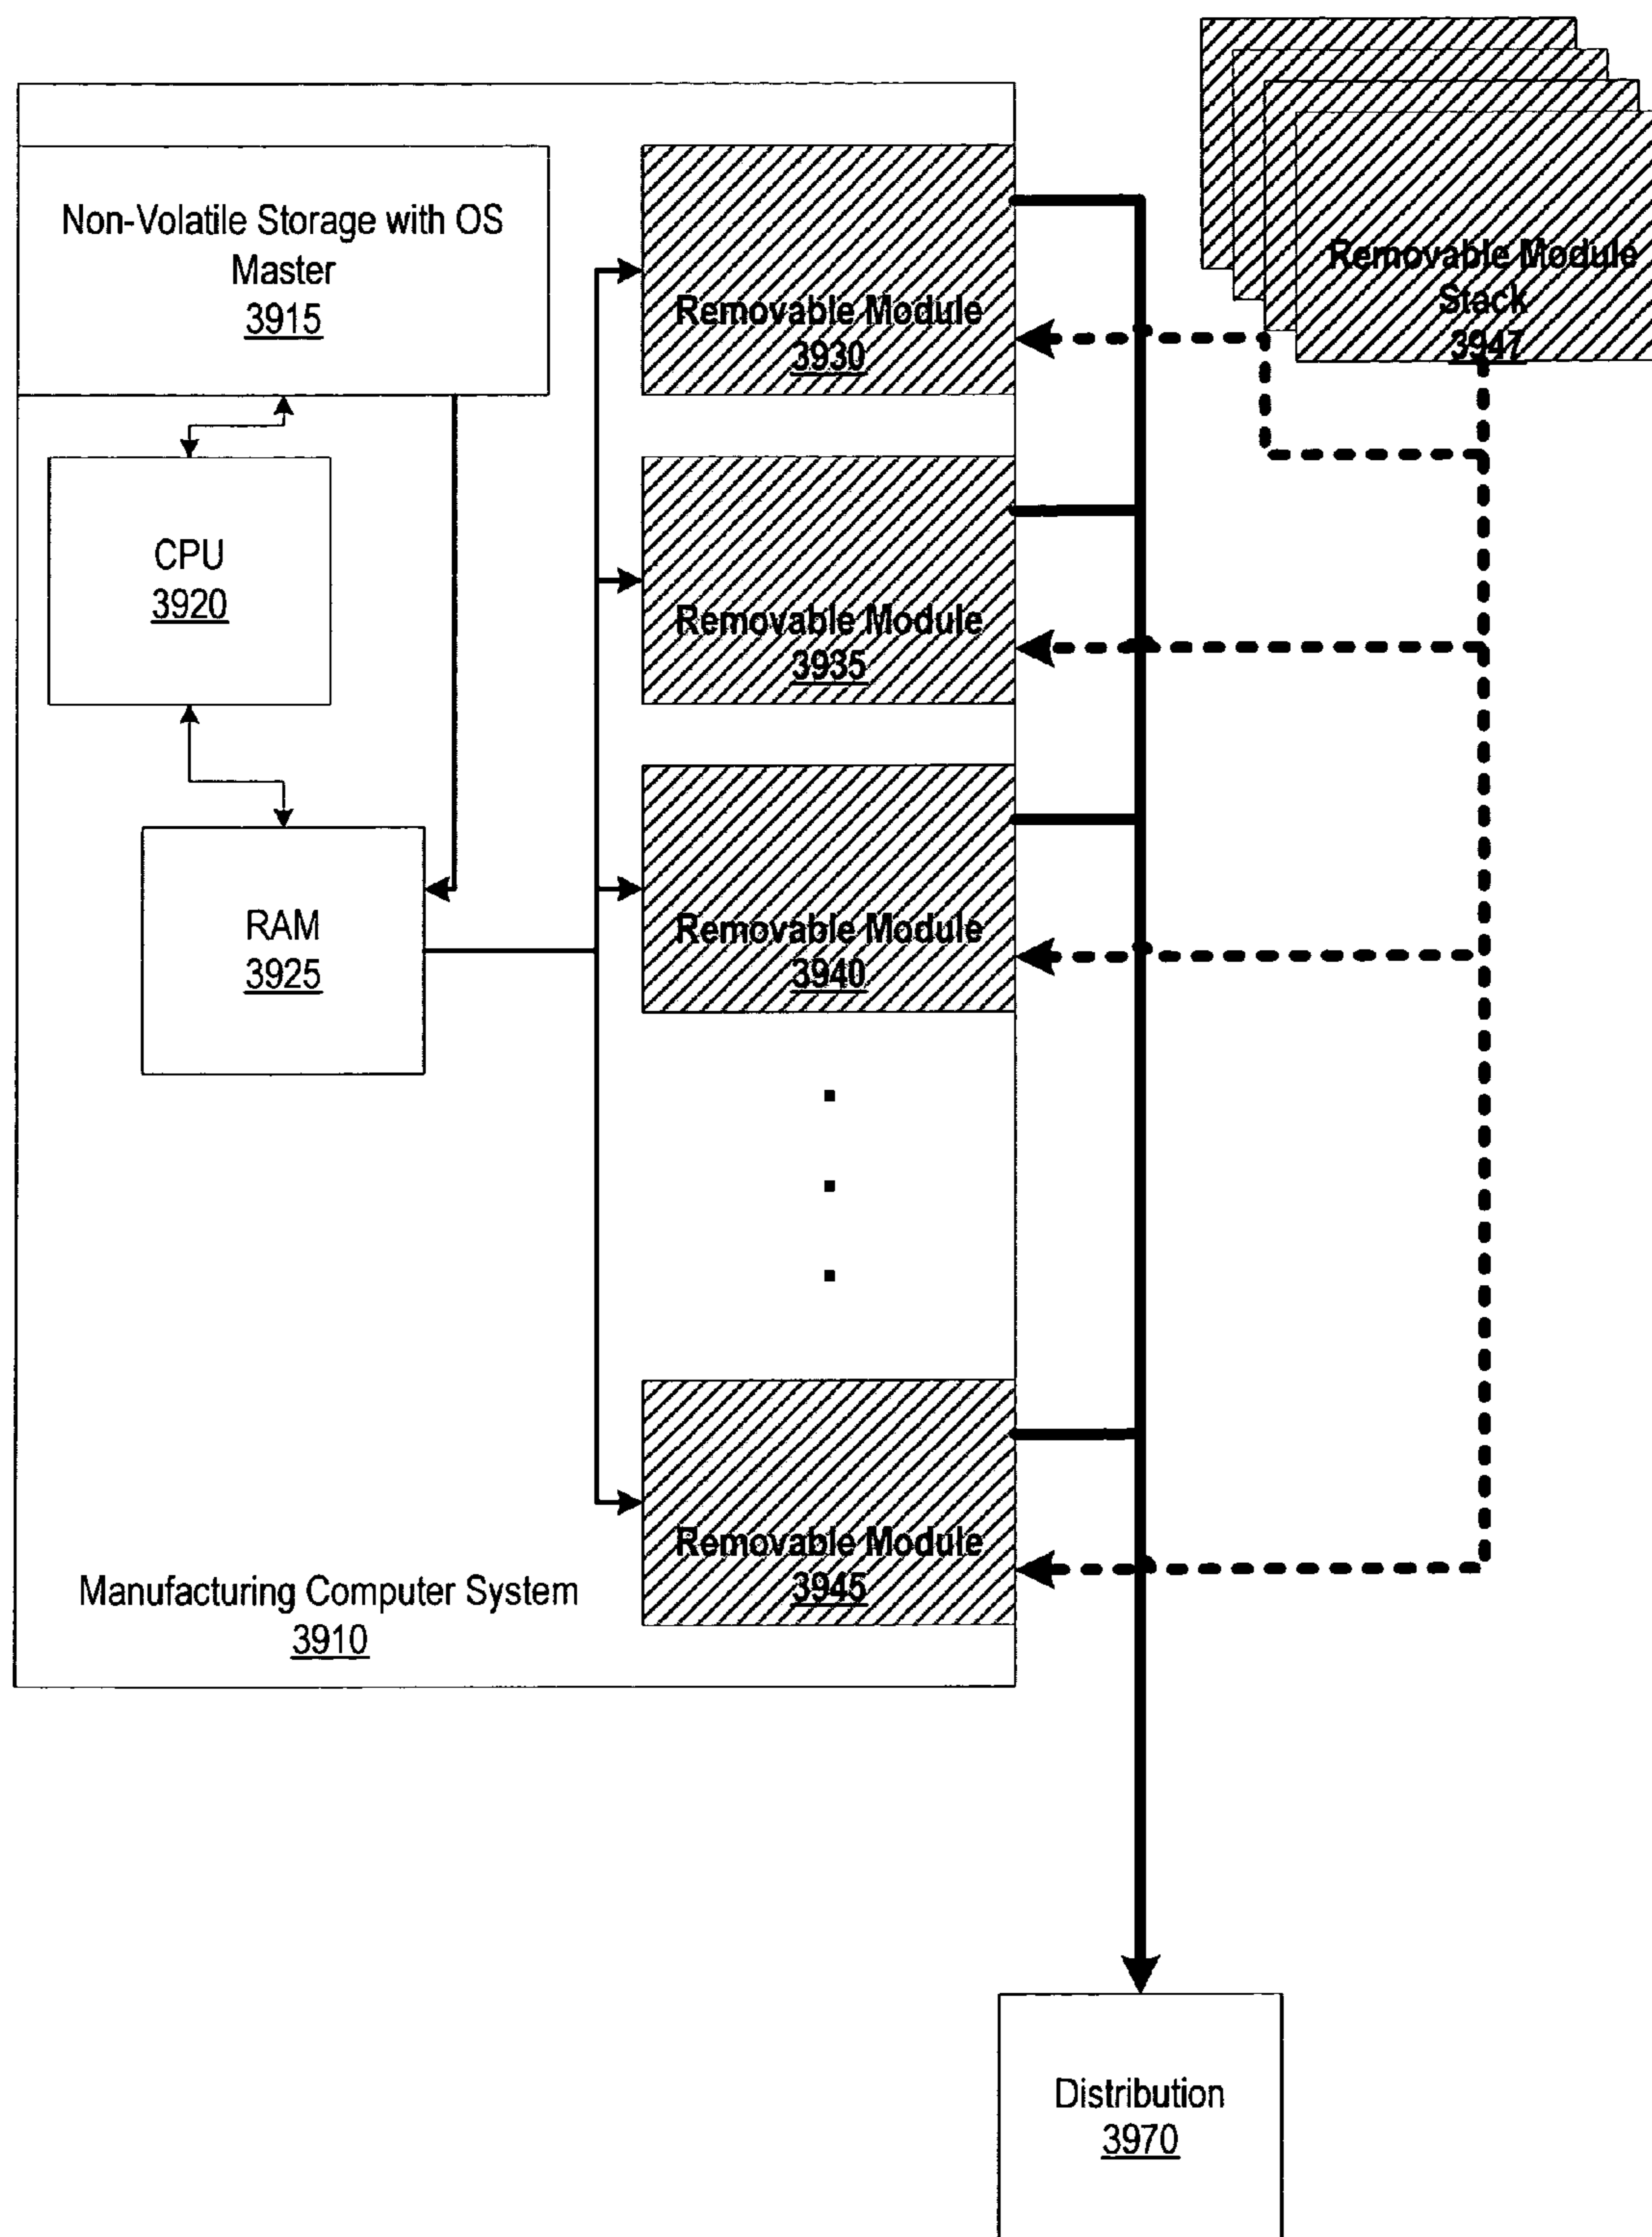 Non-Volatile Storage with OS
Master
3915
Removable Module
3930
Removable Module
Stack
3947
CPU
3920
Removable Module
3935
RAM
3925
Removable Module
3940
Removable Module
3945
Manufacturing Computer System
3910
Distribution
3970